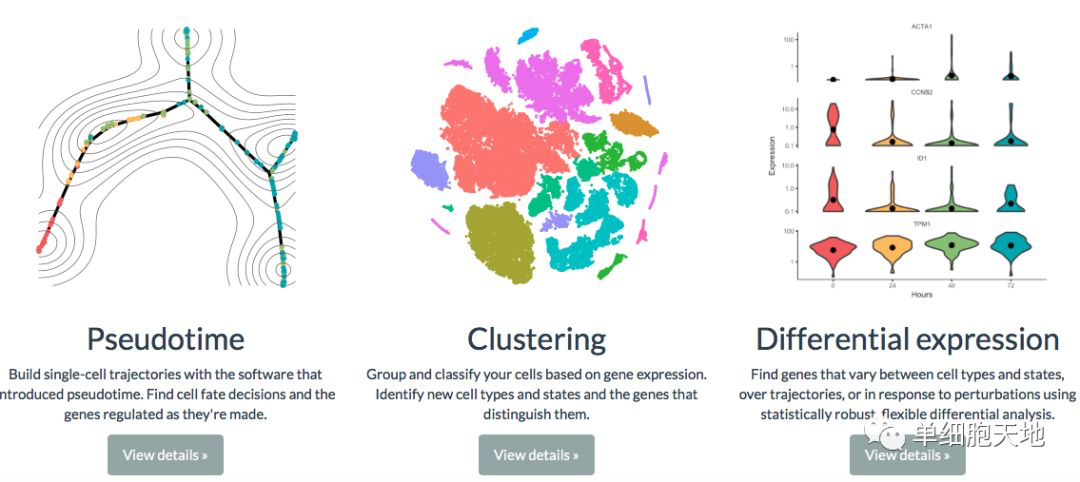 ACTA1
100
1
CCNB2
10.0
1.0
0.1
ID1
10.0
1.0
0.1
TPM1
100
1
Expression
0
24
48
72
Hours
Pseudotime
Build single-cell trajectories with the software that
ntroduced pseudotime. Find cell fate decisions and the
genes regulated as they're made.
View details »
Clustering
Group and classify your cells based on gene expression.
Identify new cell types and states and the genes that
distinguish them.
View details »
Differential expression
Find genes that vary between cell types and states,
over trajectories, or in response to perturbations using
statistically robust, flexible differential analysis.
View details »
单细胞天地